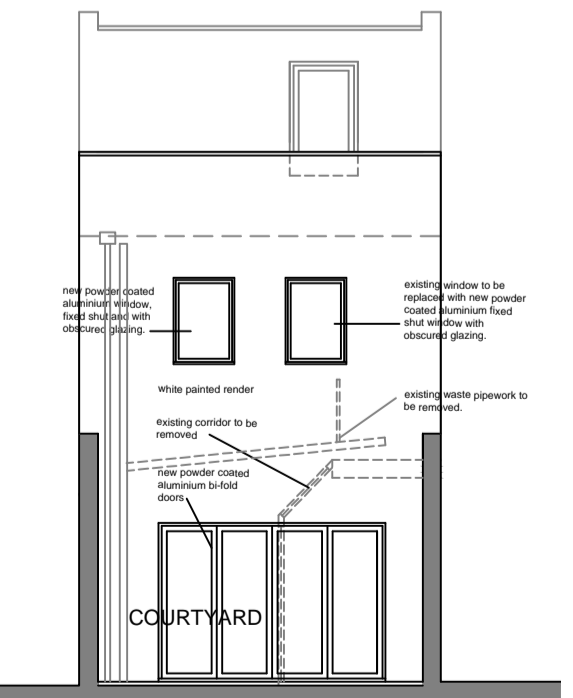 new powder coated
aluminium window,
fixed shut and with
obscured glazing.
existing window to be
replaced with new powder
coated aluminium fixed
shut window with
obscured glazing.
white painted render
existing waste pipework to
be removed.
existing corridor to be
removed
new powder coated
aluminium bi-fold
doors
COURTYARD